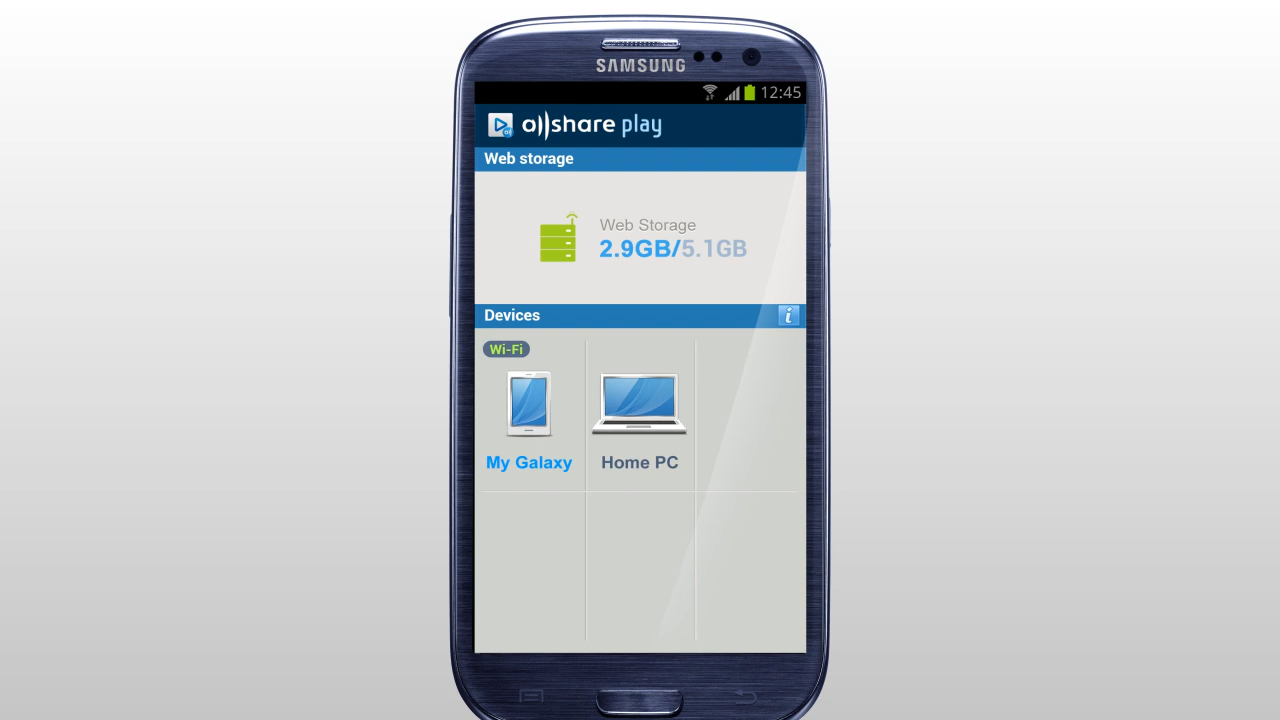 SAMSUNG
12:45
allshare play
Web storage
Web Storage
2.9GB/5.1GB
Devices
i
Wi-Fi
My Galaxy
Home PC